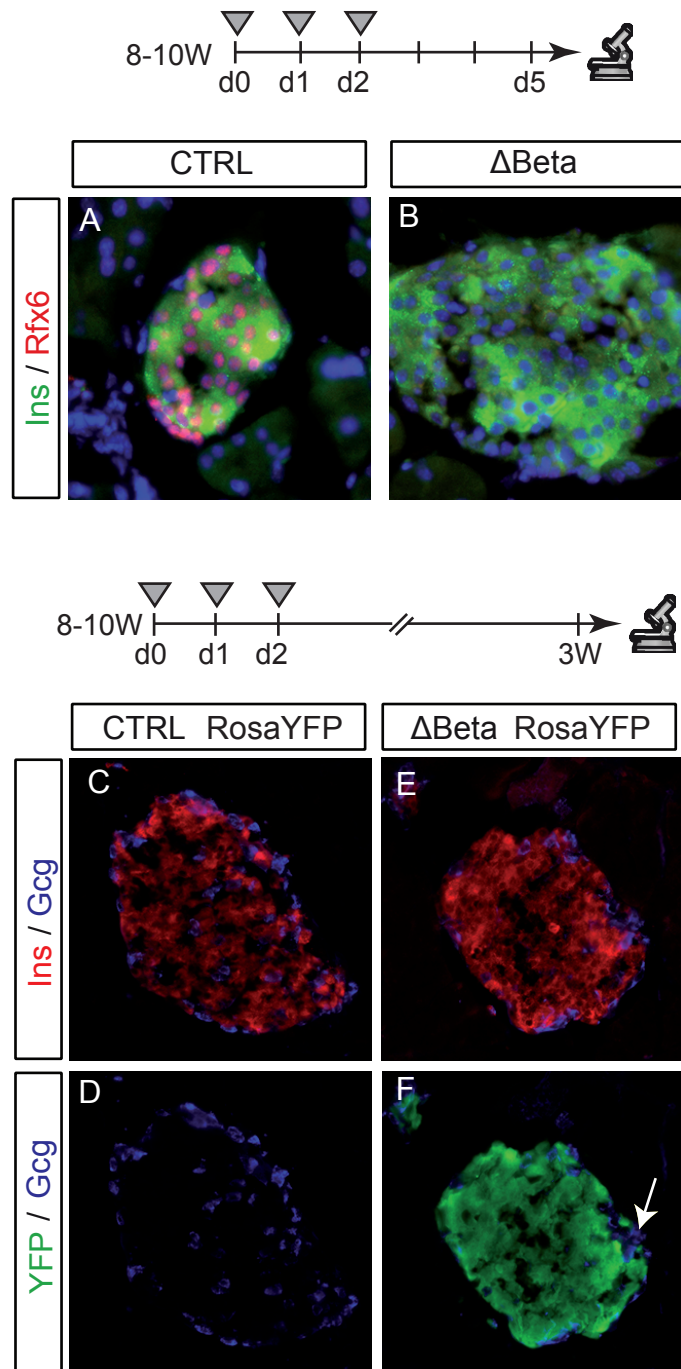 8-10W
d0 d1 d2 d5
CTRL ΔBeta
Ins / Rfx6
A B
8-10W
d0 d1 d2 3W
CTRL RosaYFP ΔBeta RosaYFP
Ins / Gcg
C E
YFP / Gcg
D F